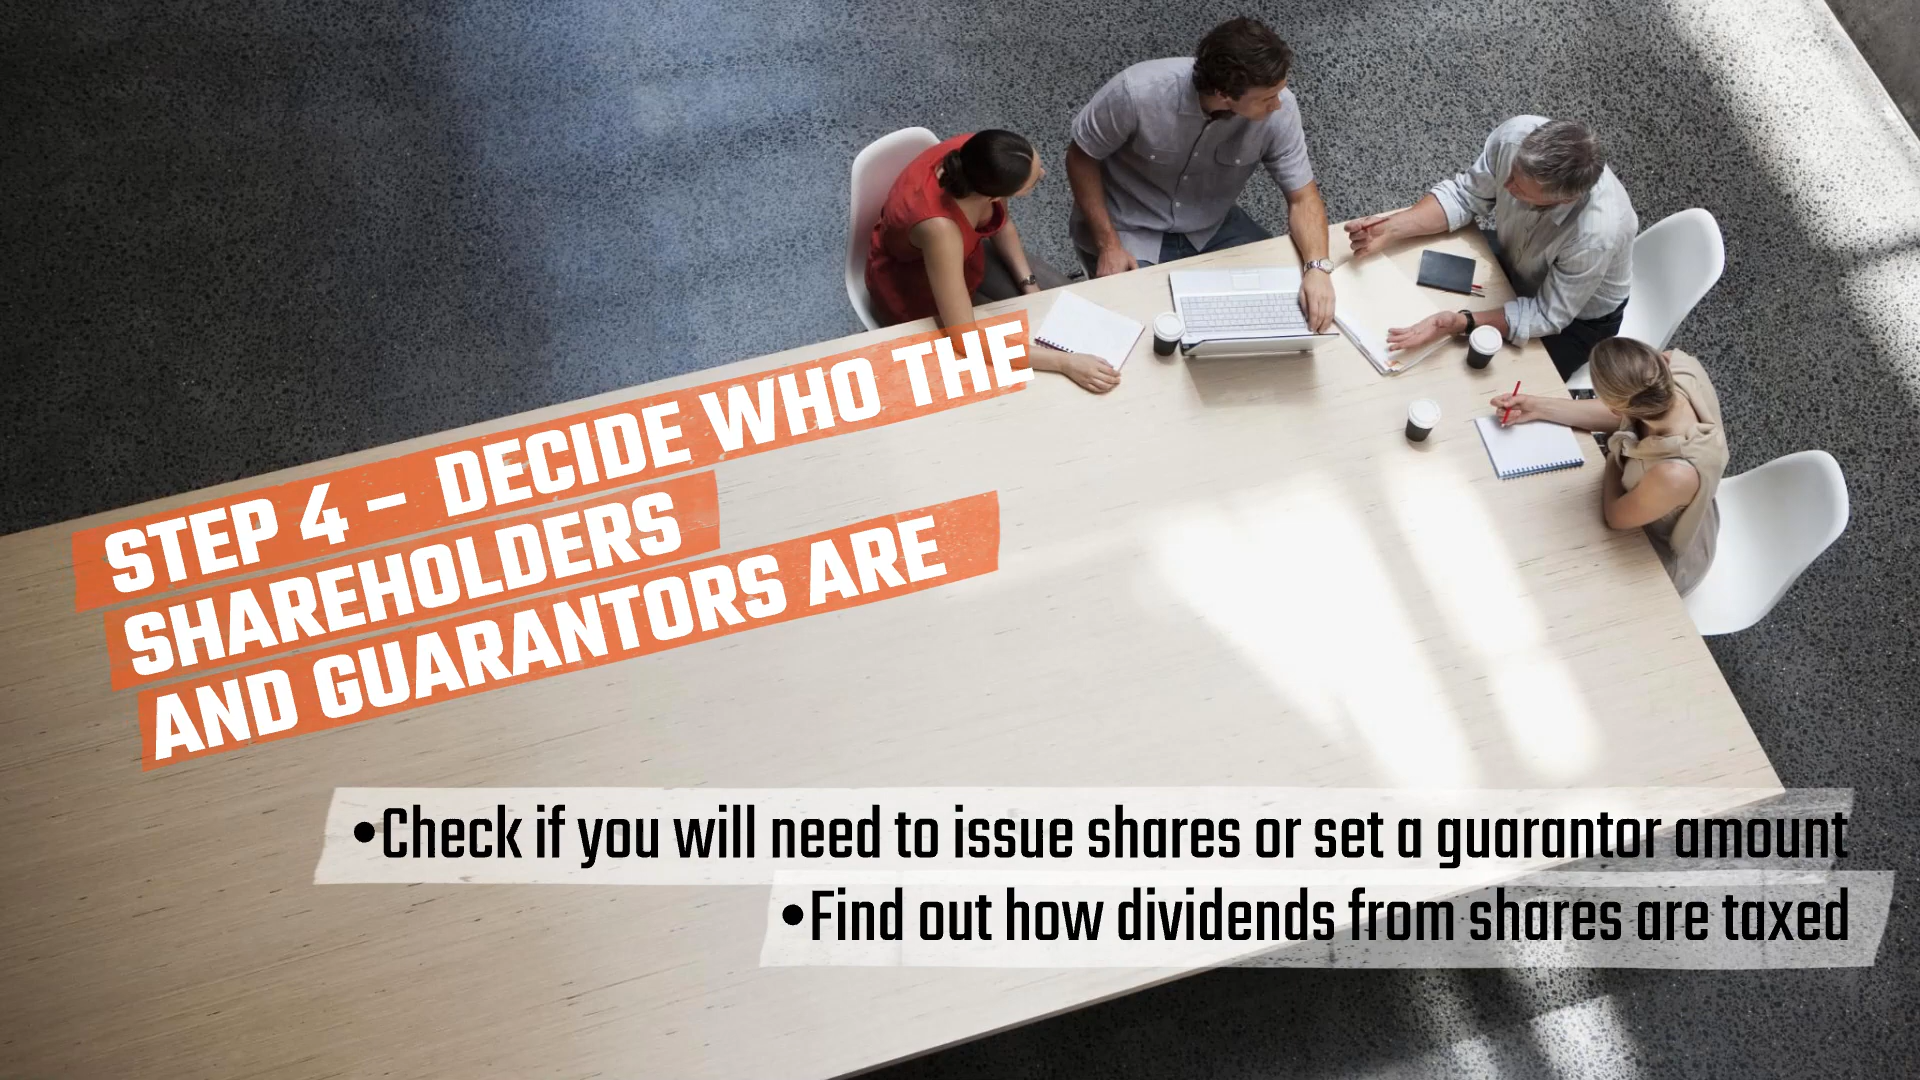 STEP 4 – DECIDE WHO THE
SHAREHOLDERS
AND GUARANTORS ARE
•Check if you will need to issue shares or set a guarantor amount
•Find out how dividends from shares are taxed